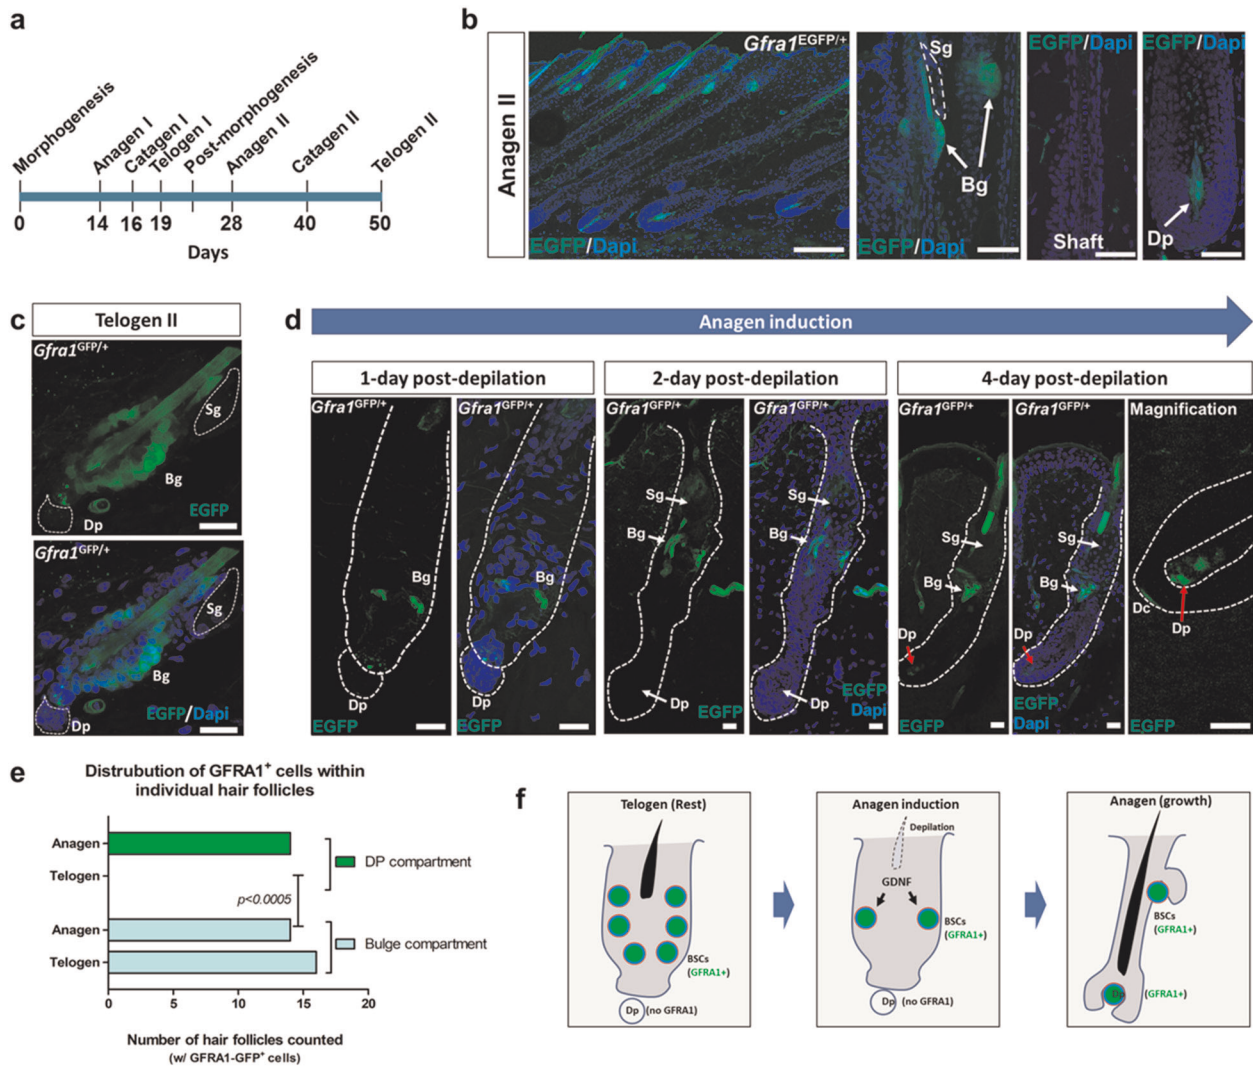 a
Morphogenesis
Anagen I
Catagen I
Telogen I
Post-morphogenesis
Anagen II
Catagen II
Telogen II
0 14 16 19 28 40 50
Days
b
Anagen II
Gfra1EGFP/+
EGFP/Dapi
Sg
Bg
EGFP/Dapi
EGFP/Dapi
Shaft
EGFP/Dapi
Dp
c
Telogen II
Gfra1GFP/+
Sg
Bg
Dp
EGFP
Gfra1GFP/+
Sg
Bg
Dp
EGFP/Dapi
d
Anagen induction
1-day post-depilation
Gfra1GFP/+
Bg
Dp
EGFP
Gfra1GFP/+
Bg
Dp
EGFP
2-day post-depilation
Gfra1GFP/+
Sg
Bg
Dp
EGFP
Gfra1GFP/+
Sg
Bg
Dp
EGFP
Dapi
4-day post-depilation
Gfra1GFP/+
Sg
Bg
Dp
EGFP
Gfra1GFP/+
Sg
Bg
Dp
EGFP
Dapi
Magnification
Dc
Dp
EGFP
e
Distrubution of GFRA1+ cells within
individual hair follicles
Anagen
Telogen
Anagen
Telogen
p<0.0005
DP compartment
Bulge compartment
0 5 10 15 20
Number of hair follicles counted
(w/ GFRA1-GFP+ cells)
f
Telogen (Rest)
BSCs
(GFRA1+)
Dp (no GFRA1)
Anagen induction
Depilation
GDNF
BSCs
(GFRA1+)
Dp (no GFRA1)
Anagen (growth)
BSCs
(GFRA1+)
Dp (GFRA1+)